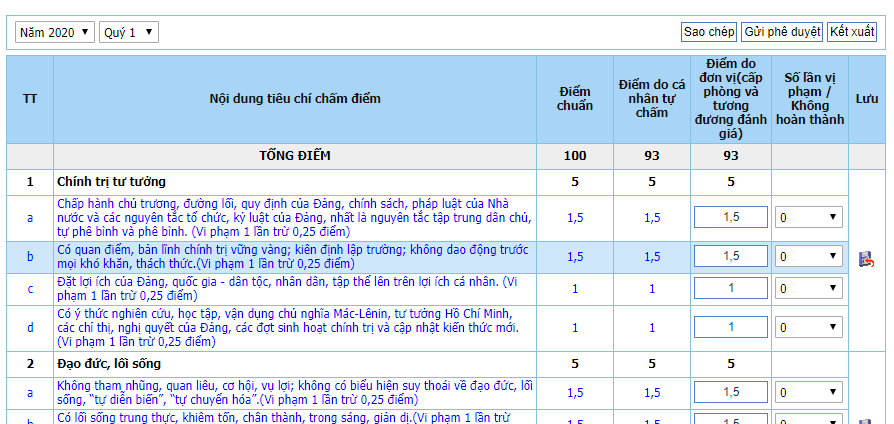 Năm 2020 Quý 1 Sao chép Gửi phê duyệt Kết xuất
TT Nội dung tiêu chí chấm điểm Điểm chuẩn Điểm do cá nhân tự chấm Điểm do đơn vị(cấp phòng và tương đương đánh giá) Số lần vi phạm / Không hoàn thành Lưu
TỔNG ĐIỂM 100 93 93
1 Chính trị tư tưởng 5 5 5
a Chấp hành chủ trương, đường lối, quy định của Đảng, chính sách, pháp luật của Nhà
nước và các nguyên tắc tổ chức, kỷ luật của Đảng, nhất là nguyên tắc tập trung dân chủ,
tự phê bình và phê bình. (Vi phạm 1 lần trừ 0,25 điểm)
1,5 1,5 1,5 0
b Có quan điểm, bản lĩnh chính trị vững vàng; kiên định lập trường; không dao động trước
mọi khó khăn, thách thức.(Vi phạm 1 lần trừ 0,25 điểm)
1,5 1,5 1,5 0
c Đặt lợi ích của Đảng, quốc gia - dân tộc, nhân dân, tập thể lên trên lợi ích cá nhân. (Vi
phạm 1 lần trừ 0,25 điểm)
1 1 1 0
d Có ý thức nghiên cứu, học tập, vận dụng chủ nghĩa Mác-Lênin, tư tưởng Hồ Chí Minh,
các chỉ thị, nghị quyết của Đảng, các đợt sinh hoạt chính trị và cập nhật kiến thức mới.
(Vi phạm 1 lần trừ 0,25 điểm)
1 1 1 0
2 Đạo đức, lối sống 5 5 5
a Không tham nhũng, quan liêu, cơ hội, vụ lợi; không có biểu hiện suy thoái về đạo đức, lối
sống, “tự diễn biến”, “tự chuyển hóa”.(Vi phạm 1 lần trừ 0,25 điểm)
1,5 1,5 1,5 0
Có lối sống trung thực, khiêm tốn, chân thành, trong sáng, giản dị.(Vi phạm 1 lần trừ